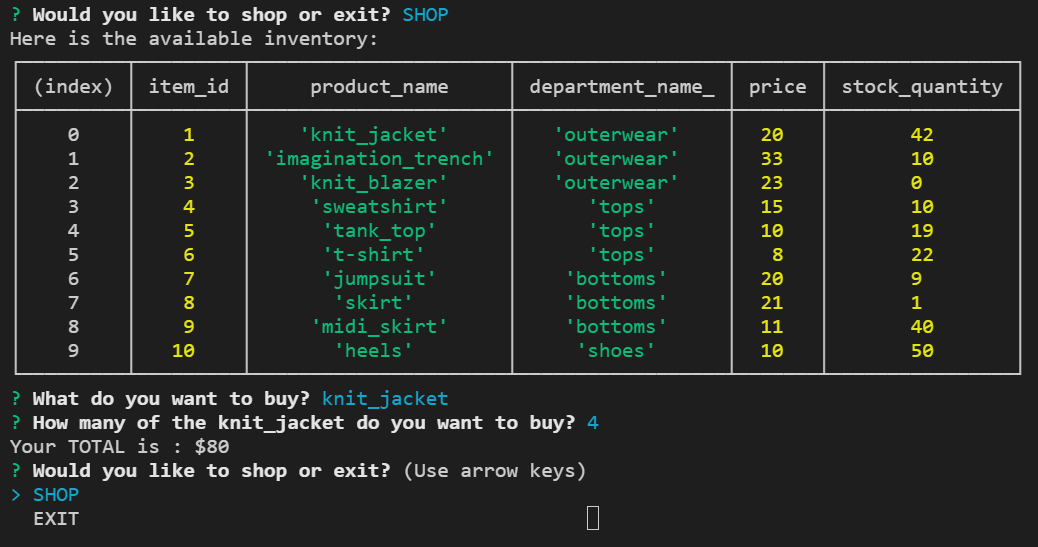 ? Would you like to shop or exit? SHOP
Here is the available inventory:
(index) item_id product_name department_name_ price stock_quantity
0 1 'knit_jacket' 'outerwear' 20 42
1 2 'imagination_trench' 'outerwear' 33 10
2 3 'knit_blazer' 'outerwear' 23 0
3 4 'sweatshirt' 'tops' 15 10
4 5 'tank_top' 'tops' 10 19
5 6 't-shirt' 'tops' 8 22
6 7 'jumpsuit' 'bottoms' 20 9
7 8 'skirt' 'bottoms' 21 1
8 9 'midi_skirt' 'bottoms' 11 40
9 10 'heels' 'shoes' 10 50
? What do you want to buy? knit_jacket
? How many of the knit_jacket do you want to buy? 4
Your TOTAL is : $80
? Would you like to shop or exit? (Use arrow keys)
> SHOP
EXIT